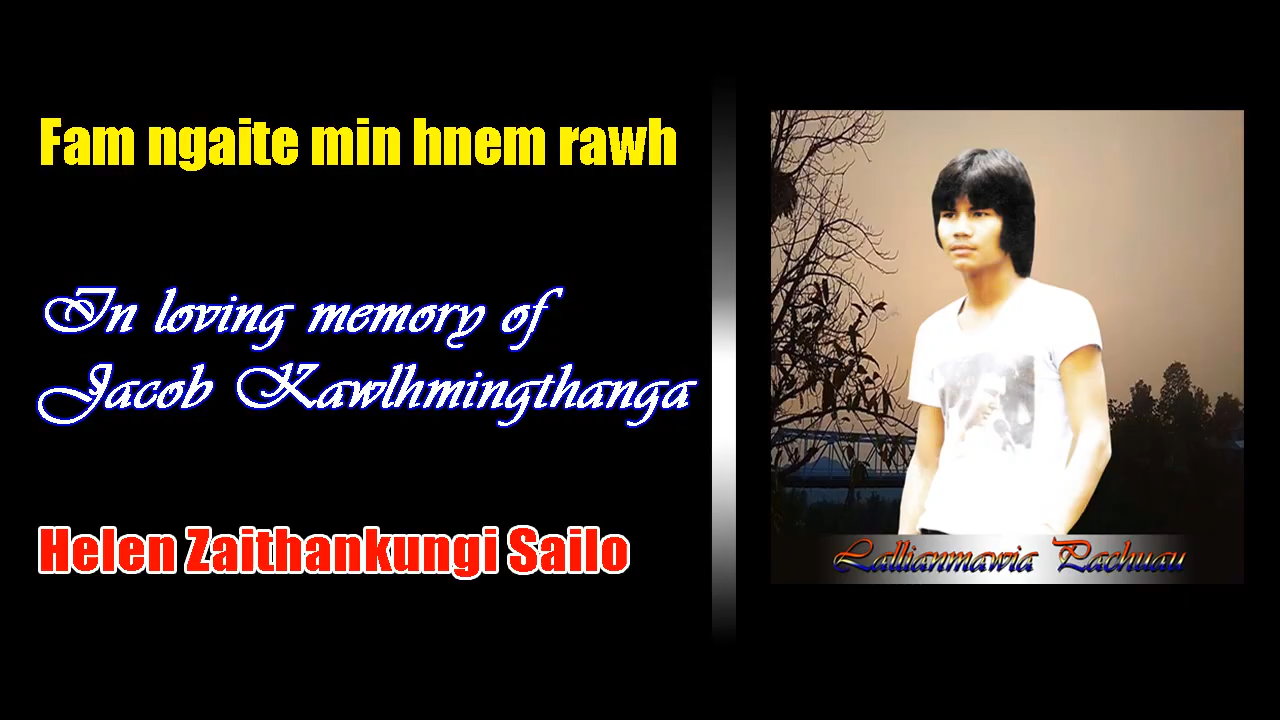 Fam ngaite min hnem rawh
In loving memory of
Jacob Kawlhmingthanga
Helen Zaithankungi Sailo
Lallianmawia Pachuau